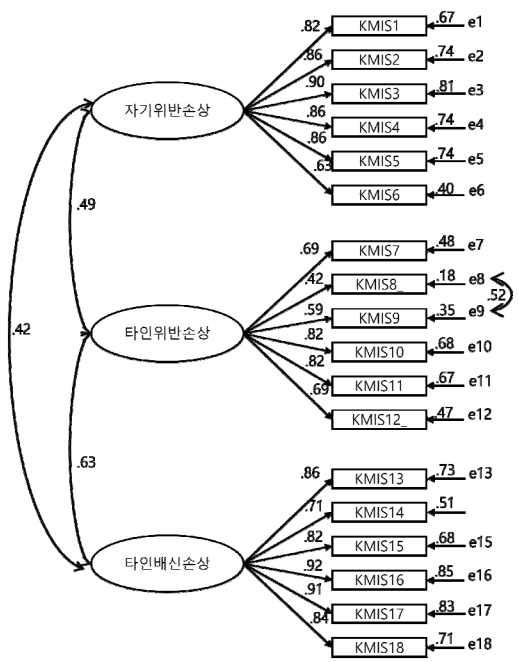 .82 KMIS1 .67 e1
.86 KMIS2 .74 e2
.90 KMIS3 .81 e3
자기위반손상
.86 KMIS4 .74 e4
.86 KMIS5 .74 e5
.63 KMIS6 .40 e6
.49
.69 KMIS7 .48 e7
.42 KMIS8_ .18 e8
.52
.59 KMIS9 .35 e9
.42
타인위반손상
.82 KMIS10 .68 e10
.82 KMIS11 .67 e11
.69 KMIS12_ .47 e12
.63
.86 KMIS13 .73 e13
.71 KMIS14 .51
.82 KMIS15 .68 e15
타인배신손상
.92 KMIS16 .85 e16
.91 KMIS17 .83 e17
.84 KMIS18 .71 e18